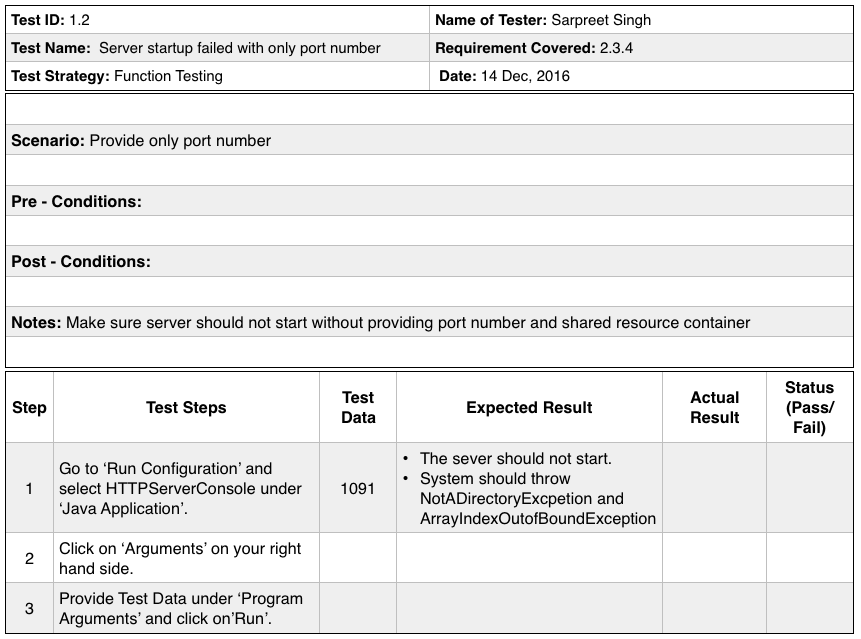 Test ID: 1.2
Name of Tester: Sarpreet Singh
Test Name: Server startup failed with only port number
Requirement Covered: 2.3.4
Test Strategy: Function Testing
Date: 14 Dec, 2016
Scenario: Provide only port number
Pre - Conditions:
Post - Conditions:
Notes: Make sure server should not start without providing port number and shared resource container
Step
Test Steps
Test
Data
Expected Result
Actual
Result
Status
(Pass/
Fail)
1
Go to ‘Run Configuration’ and
select HTTPServerConsole under
‘Java Application’.
1091
• The sever should not start.
• System should throw
NotADirectoryExcpetion and
ArrayIndexOutofBoundException
2
Click on ‘Arguments’ on your right
hand side.
3
Provide Test Data under ‘Program
Arguments’ and click on’Run’.